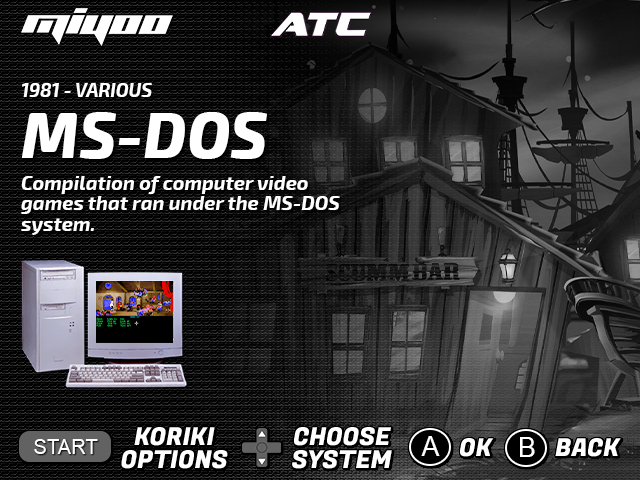 miyoo
ATC
1981 - VARIOUS
MS-DOS
Compilation of computer video
games that ran under the MS-DOS
system.
SCUMM BAR
START
KORIKI
OPTIONS
CHOOSE
SYSTEM
A
OK
B
BACK